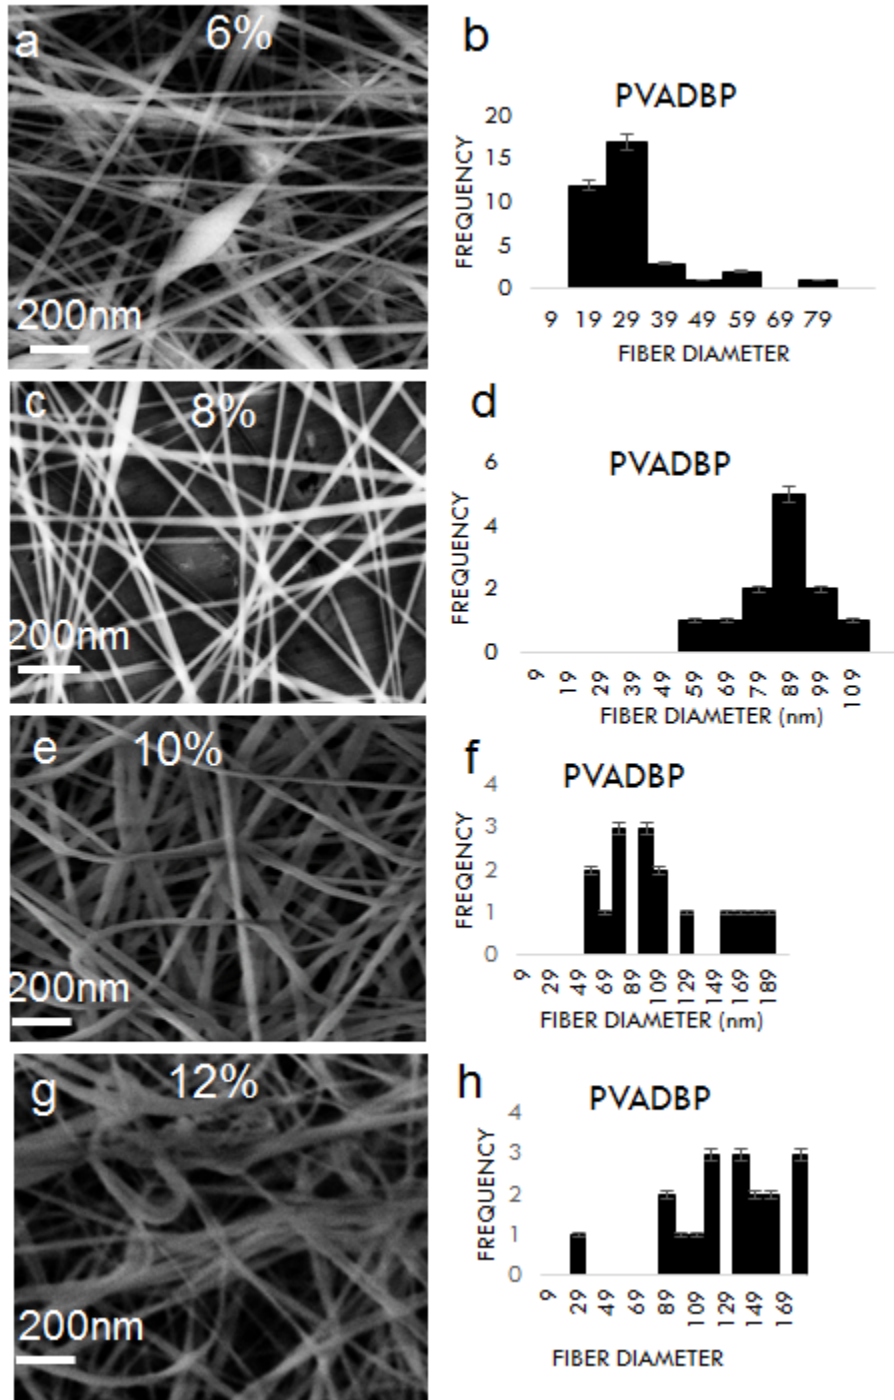 a
6%
200nm
b
PVADBP
FREQUENCY
20
15
10
5
0
9 19 29 39 49 59 69 79
FIBER DIAMETER
c
8%
200nm
d
PVADBP
FREQUENCY
6
4
2
0
9 19 29 39 49 59 69 79 89 99 109
FIBER DIAMETER (nm)
e
10%
200nm
f
PVADBP
FREQENCY
4
3
2
1
0
9 29 49 69 89 109 129 149 169 189
FIBER DIAMETER (nm)
g
12%
200nm
h
PVADBP
FREQUENCY
4
3
2
1
0
9 29 49 69 89 109 129 149 169
FIBER DIAMETER